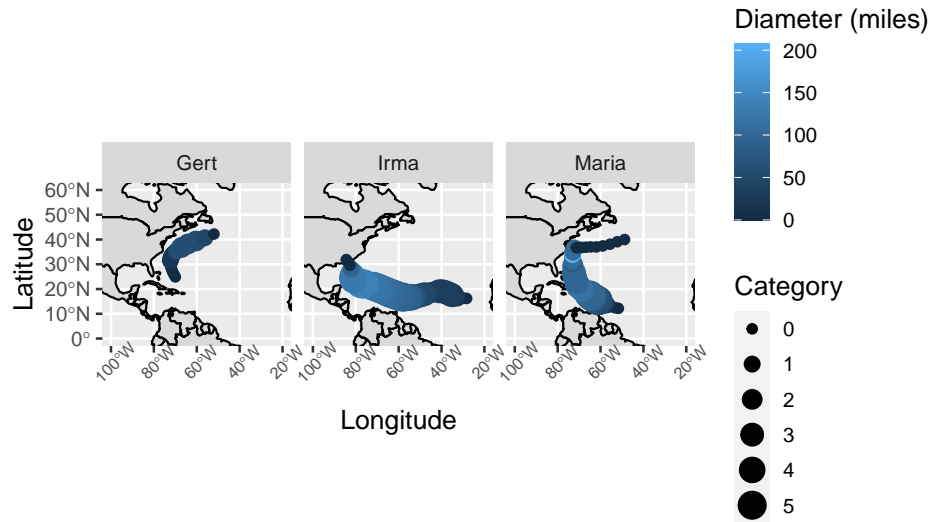 Diameter (miles)
200
150
100
50
0
Gert
Irma
Maria
60°N
50°N
40°N
30°N
20°N
10°N
0°
Latitude
100°W
80°W
60°W
40°W
20°W
100°W
80°W
60°W
40°W
20°W
100°W
80°W
60°W
40°W
20°W
Longitude
Category
0
1
2
3
4
5